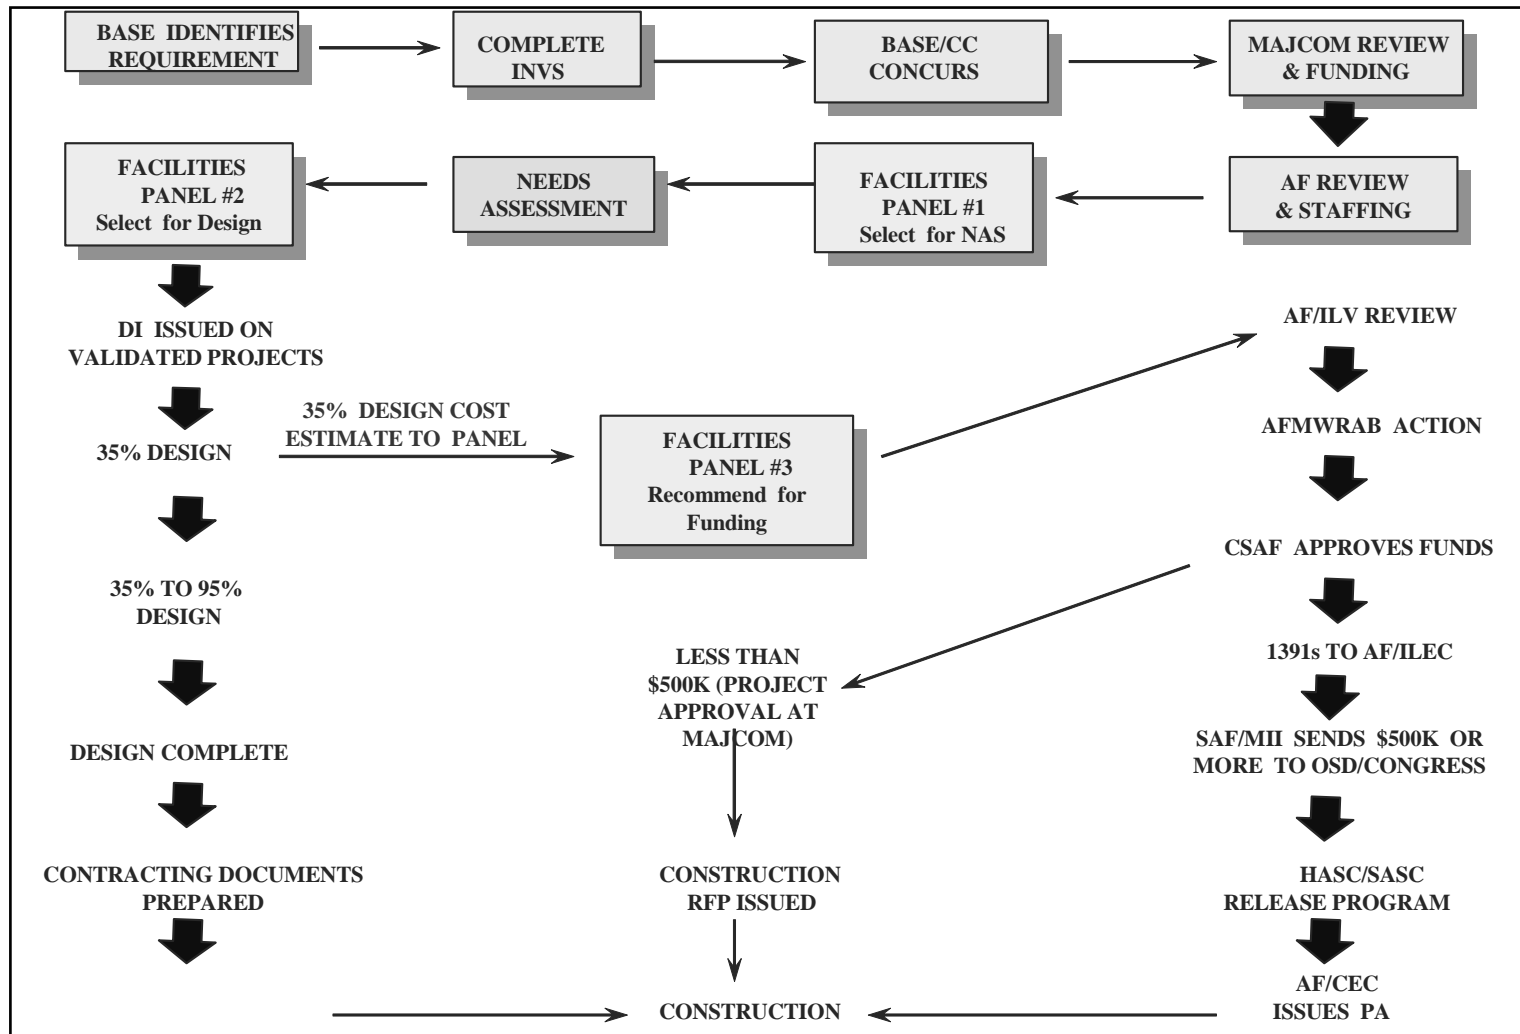 BASE IDENTIFIES
REQUIREMENT
COMPLETE
INVS
BASE/CC
CONCURS
MAJCOM REVIEW
& FUNDING
FACILITIES
PANEL #2
Select for Design
NEEDS
ASSESSMENT
FACILITIES
PANEL #1
Select for NAS
AF REVIEW
& STAFFING
DI ISSUED ON
VALIDATED PROJECTS
AF/ILV REVIEW
35% DESIGN COST
ESTIMATE TO PANEL
35% DESIGN
FACILITIES
PANEL #3
Recommend for
Funding
AFMWRAB ACTION
CSAF APPROVES FUNDS
35% TO 95%
DESIGN
LESS THAN
$500K (PROJECT
APPROVAL AT
MAJCOM)
1391s TO AF/ILEC
DESIGN COMPLETE
SAF/MII SENDS $500K OR
MORE TO OSD/CONGRESS
CONTRACTING DOCUMENTS
PREPARED
CONSTRUCTION
RFP ISSUED
HASC/SASC
RELEASE PROGRAM
CONSTRUCTION
AF/CEC
ISSUES PA